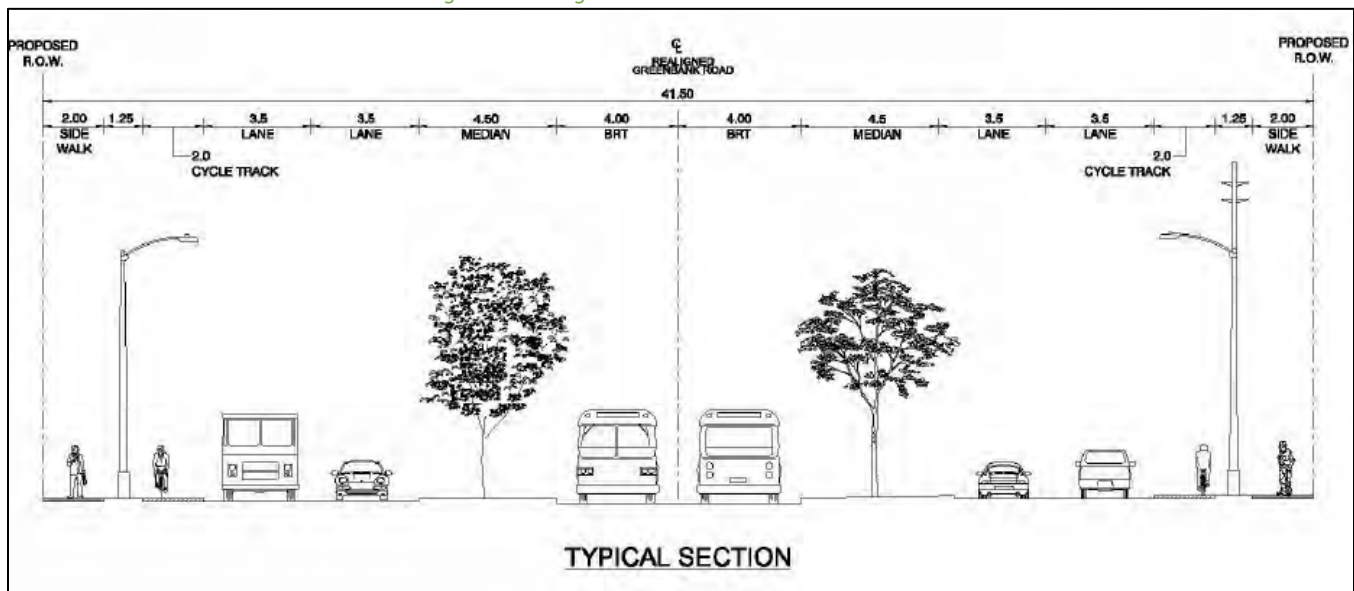 PROPOSED
R.O.W.
℄
REALIGNED
GREENBANK ROAD
PROPOSED
R.O.W.
41.50
2.00 1.25 3.5 3.5 4.50 4.00 4.00 4.5 3.5 3.5 1.25 2.00
SIDE LANE LANE MEDIAN BRT BRT MEDIAN LANE LANE SIDE
WALK WALK
2.0 2.0
CYCLE TRACK CYCLE TRACK
TYPICAL SECTION